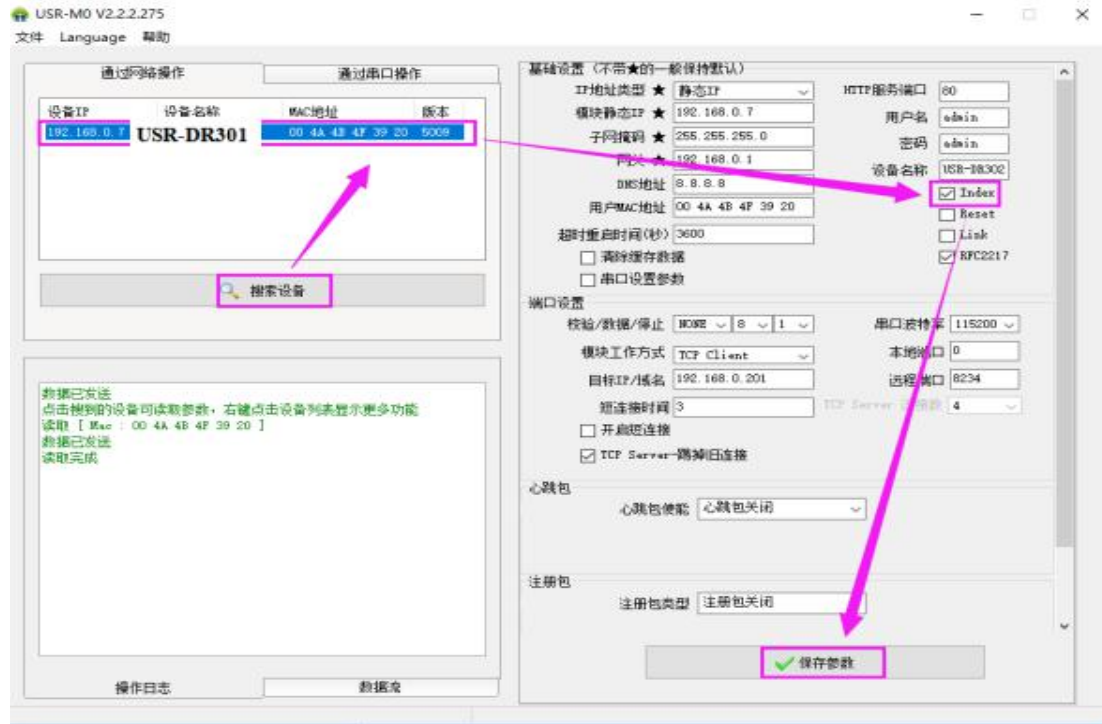 USR-M0 V2.2.2.275
文件 Language 帮助
通过网络操作 通过串口操作
设备IP 设备名称 MAC地址 版本
192.168.0.7 USR-DR301 00 4A 4B 4F 39 20 5009
搜索设备
数据已发送
点击搜到的设备可读取参数，右键点击设备列表显示更多功能
读取 [ Mac : 00 4A 4B 4F 39 20 ]
数据已发送
读取完成
操作日志 数据流
基础设置（不带★的一般保持默认）
IP地址类型 ★ 静态IP HTTP服务端口 80
模块静态IP ★ 192.168.0.7 用户名 admin
子网掩码 ★ 255.255.255.0 密码 admin
网关 ★ 192.168.0.1 设备名称 USR-DR302
DNS地址 8.8.8.8 Index
用户MAC地址 00 4A 4B 4F 39 20 Reset
超时重启时间(秒) 3600 Link
清除缓存数据 RFC2217
串口设置参数
端口设置
校验/数据/停止 NONE 8 1 串口波特率 115200
模块工作方式 TCP Client 本地端口 0
目标IP/域名 192.168.0.201 远程端口 8234
短连接时间 3 TCP Server 4
开启短连接
TCP Server-踢掉旧连接
心跳包
心跳包使能 心跳包关闭
注册包
注册包类型 注册包关闭
保存参数